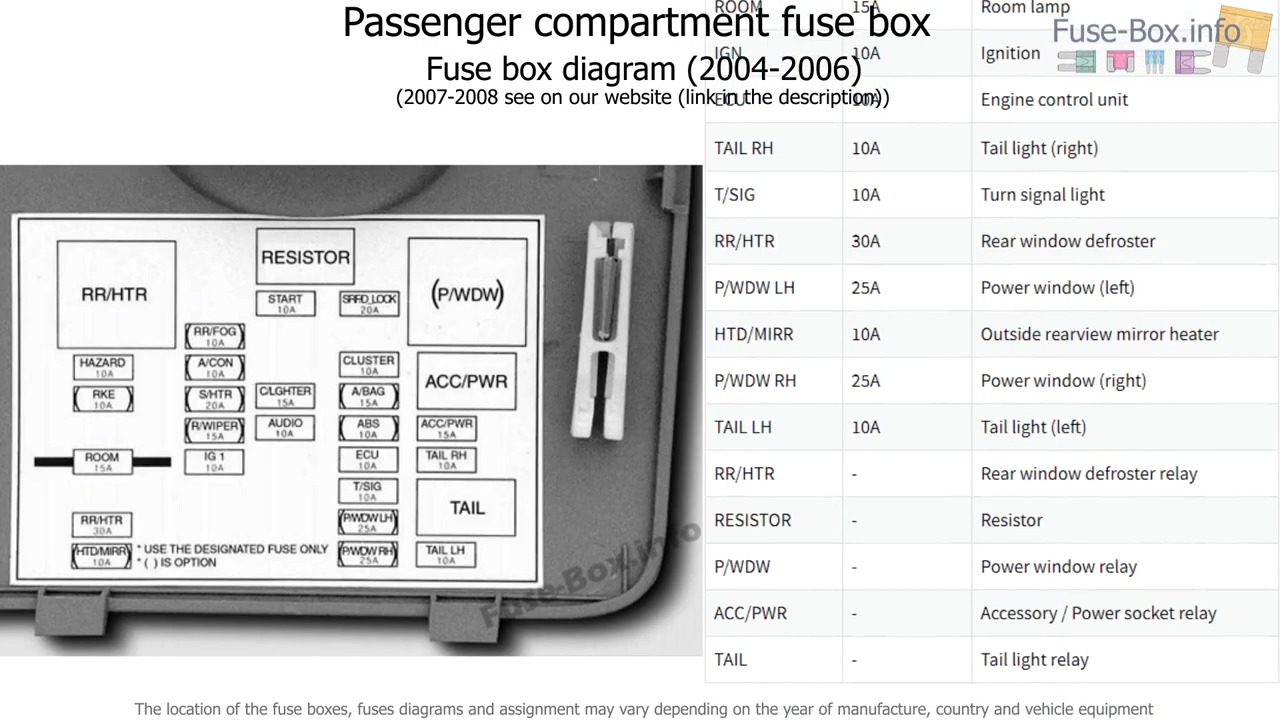 Passenger compartment fuse box
Fuse box diagram (2004-2006)
(2007-2008 see on our website (link in the description))
Fuse-Box.info
ROOM 15A Room lamp
IGN 10A Ignition
ECU 10A Engine control unit
TAIL RH 10A Tail light (right)
T/SIG 10A Turn signal light
RR/HTR 30A Rear window defroster
P/WDW LH 25A Power window (left)
HTD/MIRR 10A Outside rearview mirror heater
P/WDW RH 25A Power window (right)
TAIL LH 10A Tail light (left)
RR/HTR - Rear window defroster relay
RESISTOR - Resistor
P/WDW - Power window relay
ACC/PWR - Accessory / Power socket relay
TAIL - Tail light relay
RR/HTR
RESISTOR
(P/WDW)
START
10A
SRF/D_LOCK
20A
RR/FOG
10A
HAZARD
10A
A/CON
10A
CLUSTER
10A
ACC/PWR
RKE
10A
S/HTR
20A
C/LGHTER
15A
A/BAG
15A
R/WIPER
15A
AUDIO
10A
ABS
10A
ACC/PWR
15A
ROOM
15A
IG 1
10A
ECU
10A
TAIL RH
10A
T/SIG
10A
TAIL
RR/HTR
30A
P/WDW LH
25A
HTD/MIRR
10A
* USE THE DESIGNATED FUSE ONLY
* ( ) IS OPTION
P/WDW RH
25A
TAIL LH
10A
Fuse-Box.info
The location of the fuse boxes, fuses diagrams and assignment may vary depending on the year of manufacture, country and vehicle equipment